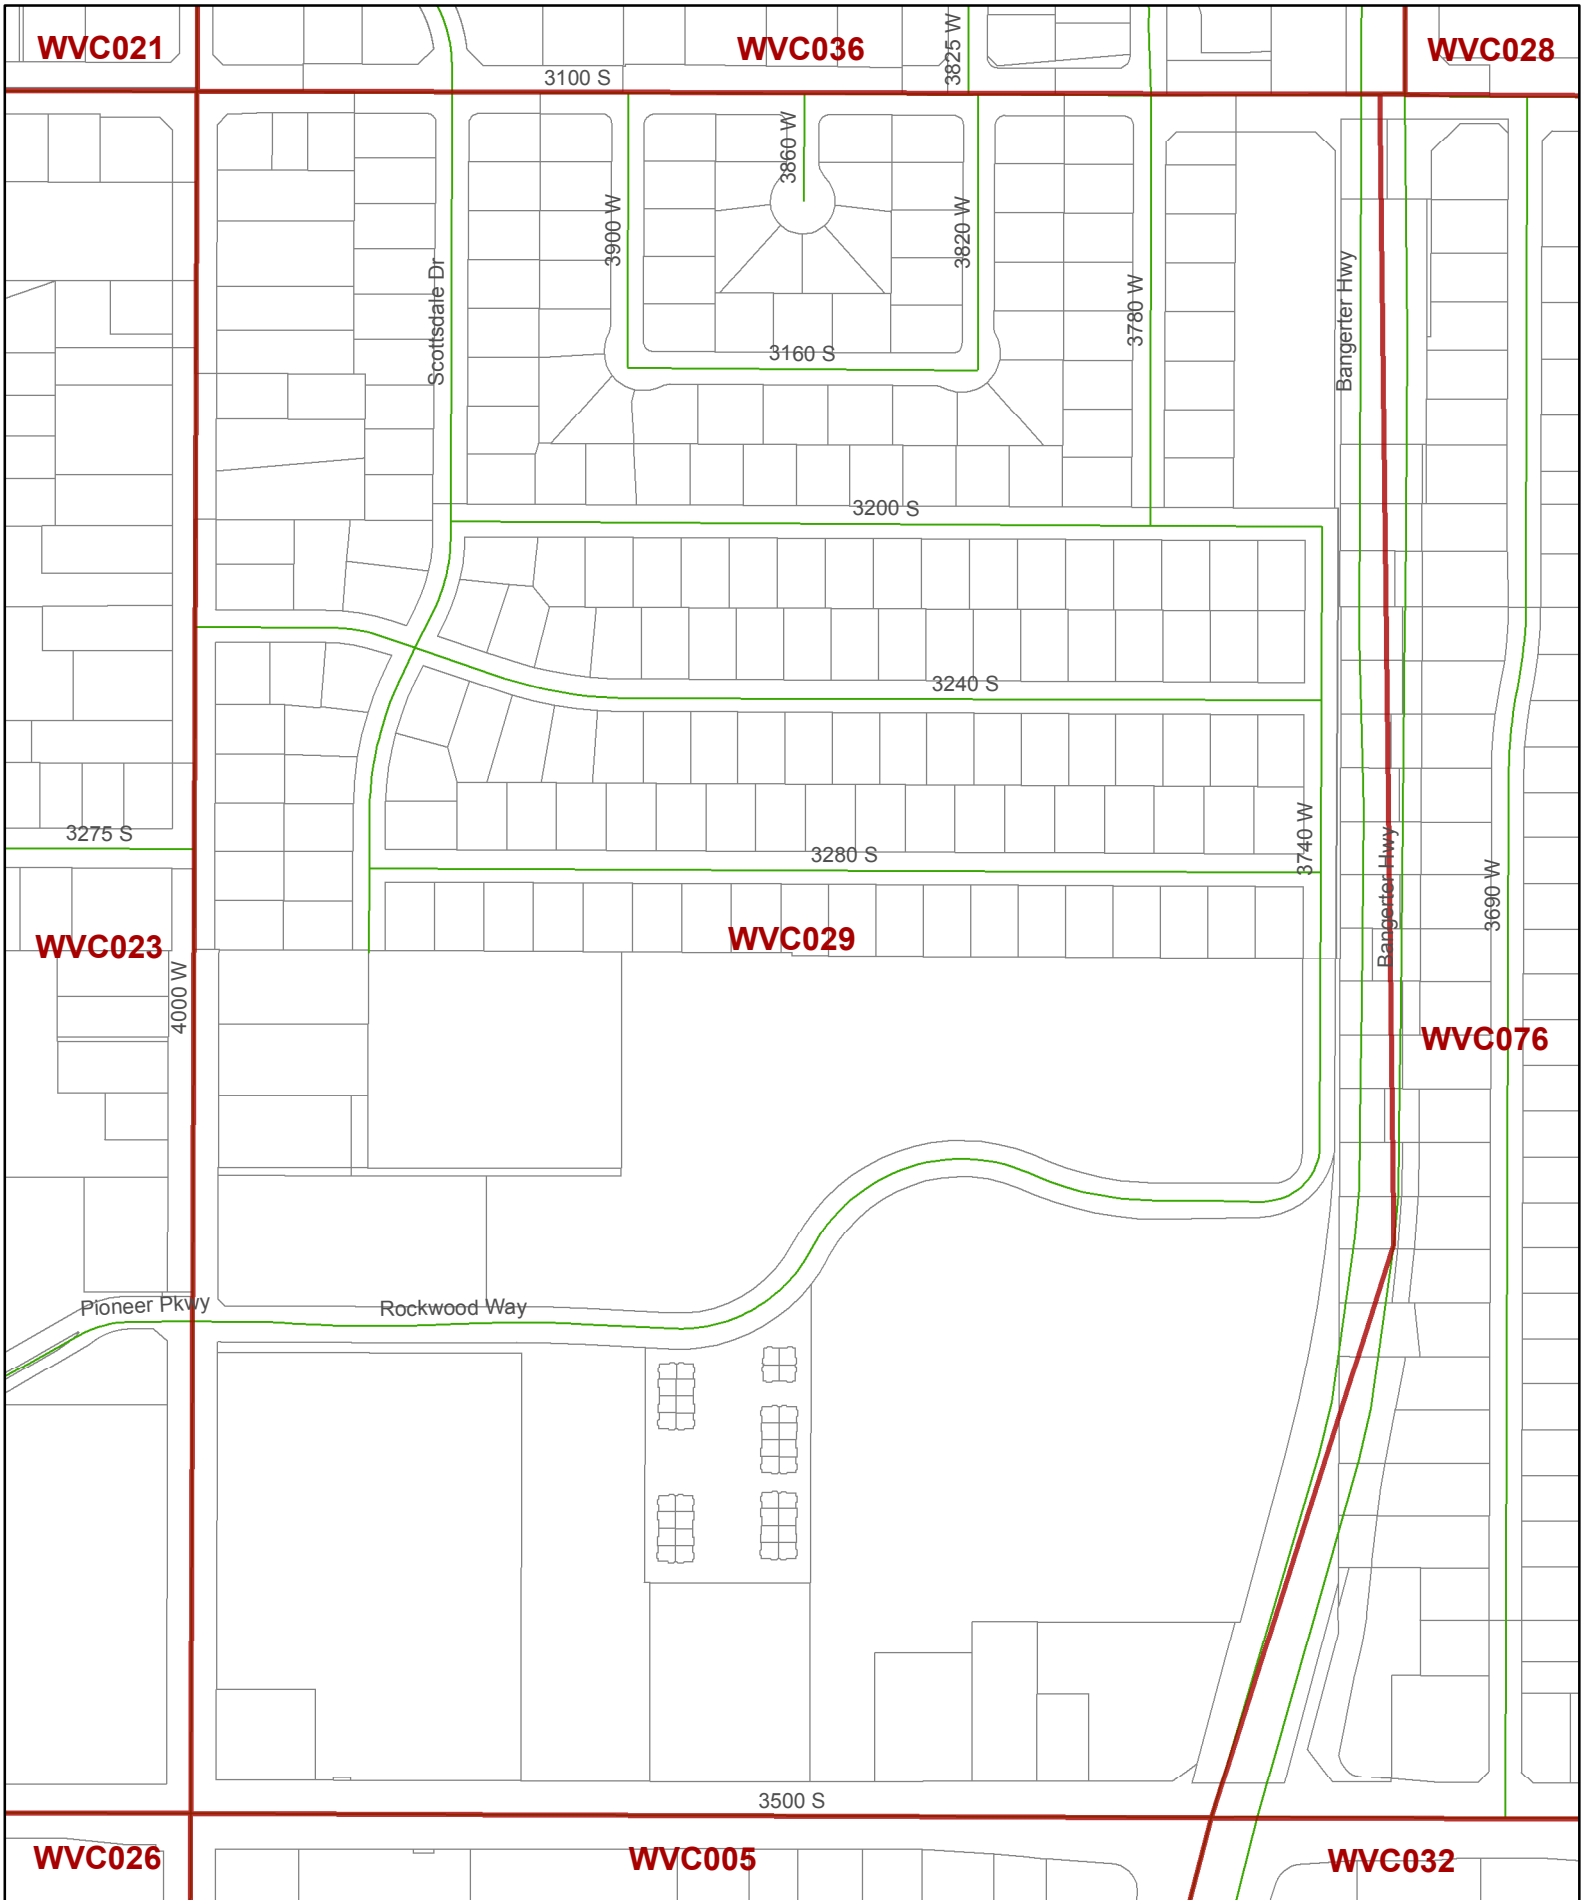 WVC021
WVC036
3825 W
WVC028
3100 S
3860 W
3900 W
3820 W
Scottsdale Dr
3780 W
Bangerter Hwy
3160 S
3200 S
3240 S
3275 S
3280 S
3740 W
Bangerter Hwy
3690 W
WVC023
WVC029
4000 W
WVC076
Pioneer Pkwy
Rockwood Way
3500 S
WVC026
WVC005
WVC032